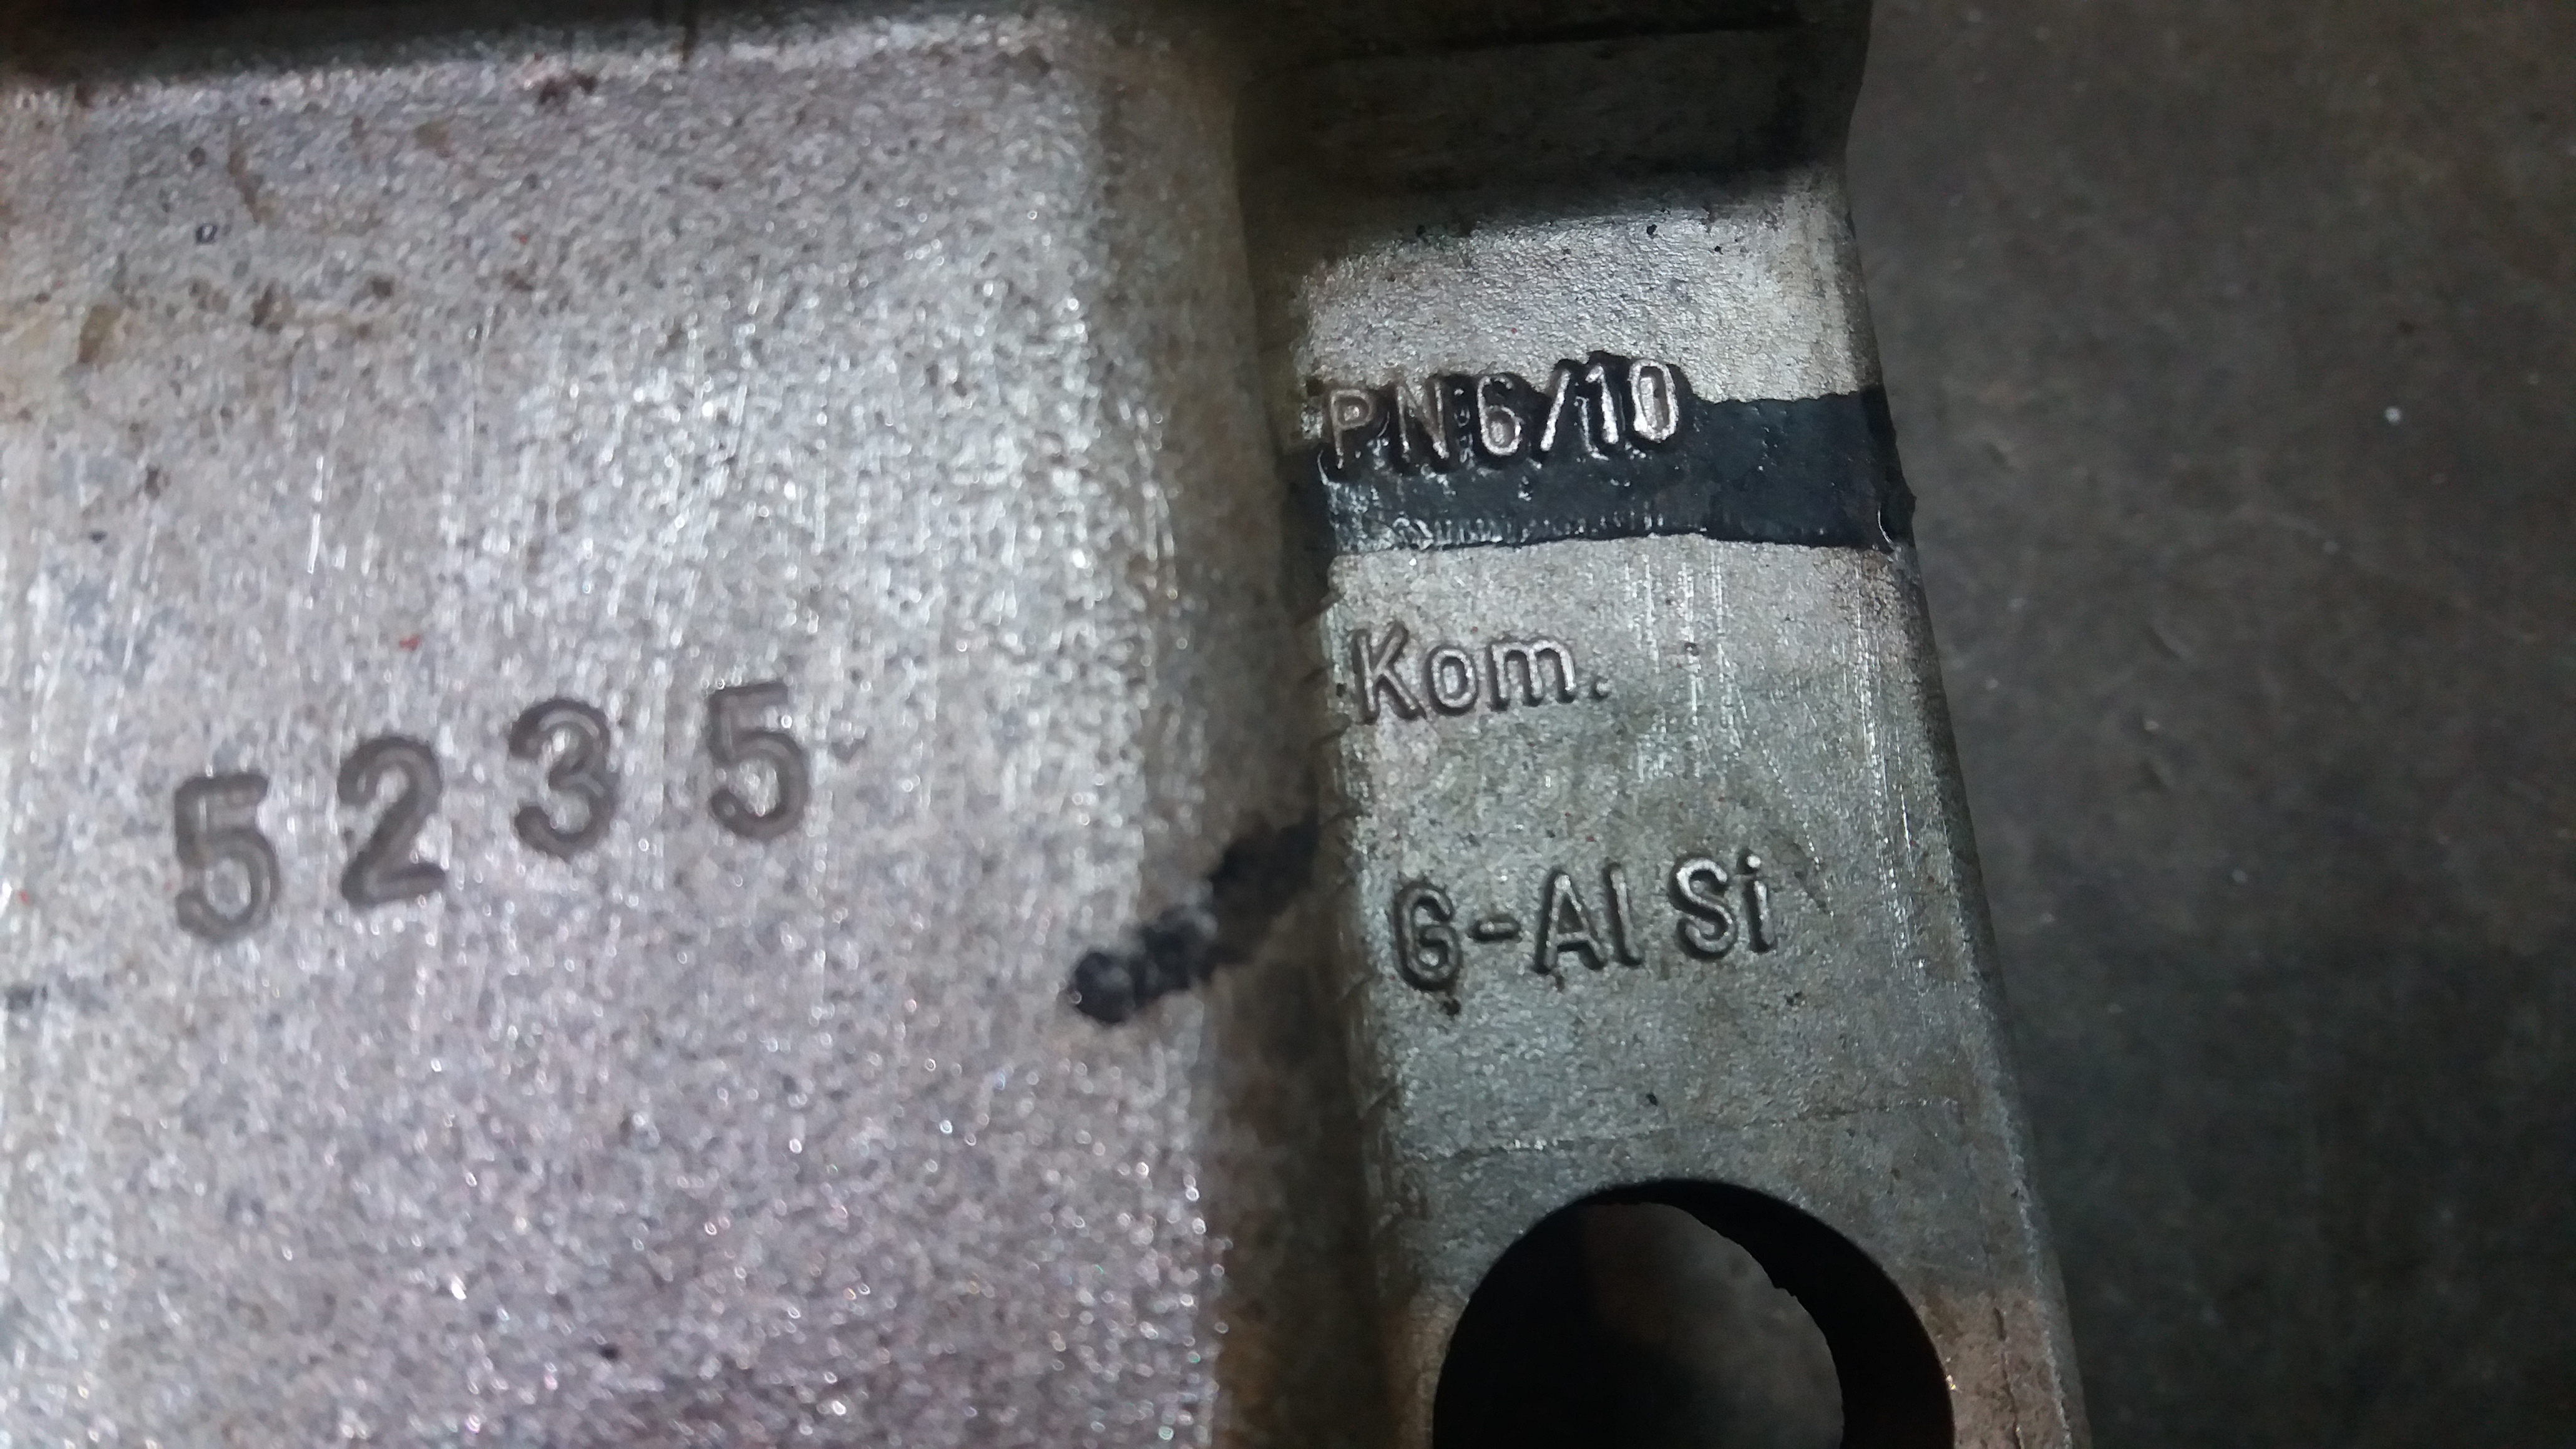 5235
PN6/10
Kom.
G-Al Si